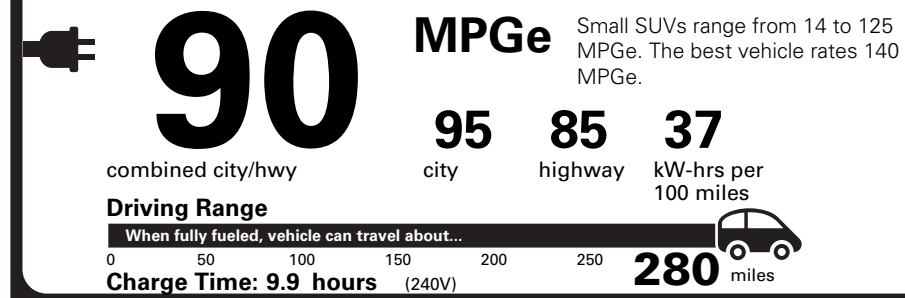 90
MPGe
Small SUVs range from 14 to 125
MPGe. The best vehicle rates 140
MPGe.
95 85 37
combined city/hwy city highway kW-hrs per
100 miles
Driving Range
When fully fueled, vehicle can travel about...
0 50 100 150 200 250 280 miles
Charge Time: 9.9 hours (240V)